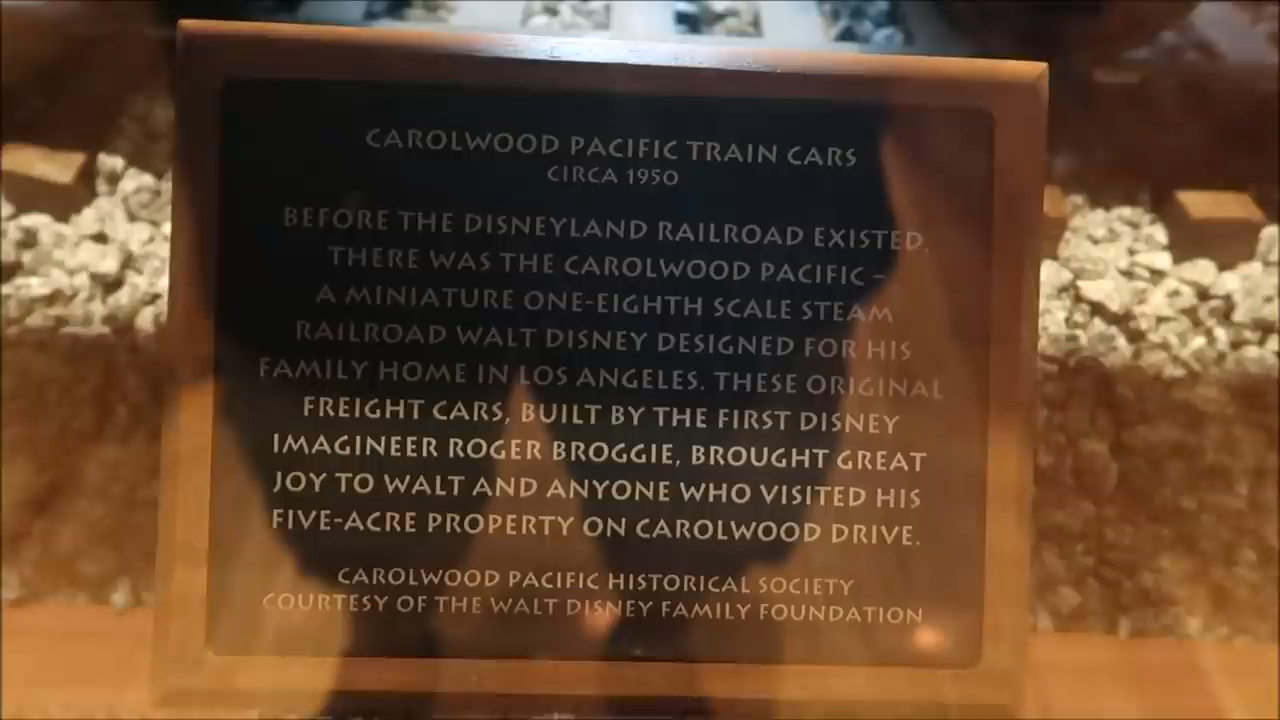 CAROLWOOD PACIFIC TRAIN CARS
CIRCA 1950
BEFORE THE DISNEYLAND RAILROAD EXISTED,
THERE WAS THE CAROLWOOD PACIFIC –
A MINIATURE ONE-EIGHTH SCALE STEAM
RAILROAD WALT DISNEY DESIGNED FOR HIS
FAMILY HOME IN LOS ANGELES. THESE ORIGINAL
FREIGHT CARS, BUILT BY THE FIRST DISNEY
IMAGINEER ROGER BROGGIE, BROUGHT GREAT
JOY TO WALT AND ANYONE WHO VISITED HIS
FIVE-ACRE PROPERTY ON CAROLWOOD DRIVE.
CAROLWOOD PACIFIC HISTORICAL SOCIETY
COURTESY OF THE WALT DISNEY FAMILY FOUNDATION